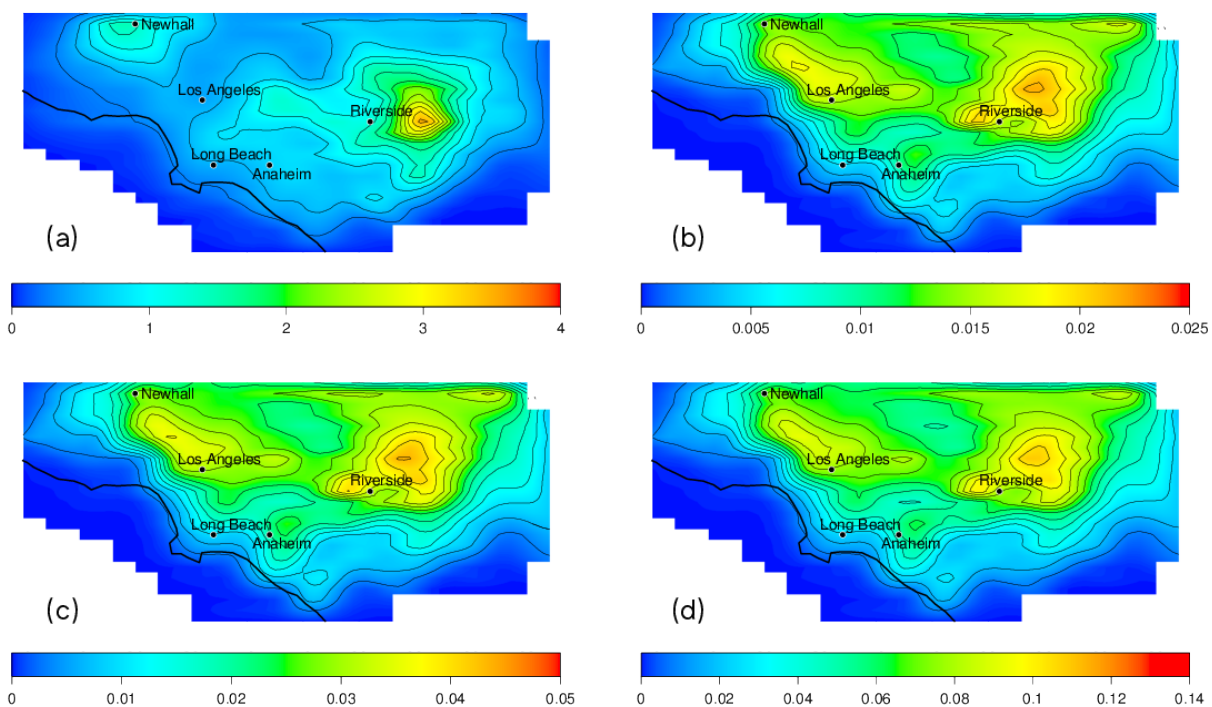 Newhall
Los Angeles
Riverside
Long Beach
Anaheim
(a)
0 1 2 3 4
Newhall
Los Angeles
Riverside
Long Beach
Anaheim
(b)
0 0.005 0.01 0.015 0.02 0.025
Newhall
Los Angeles
Riverside
Long Beach
Anaheim
(c)
0 0.01 0.02 0.03 0.04 0.05
Newhall
Los Angeles
Riverside
Long Beach
Anaheim
(d)
0 0.02 0.04 0.06 0.08 0.1 0.12 0.14